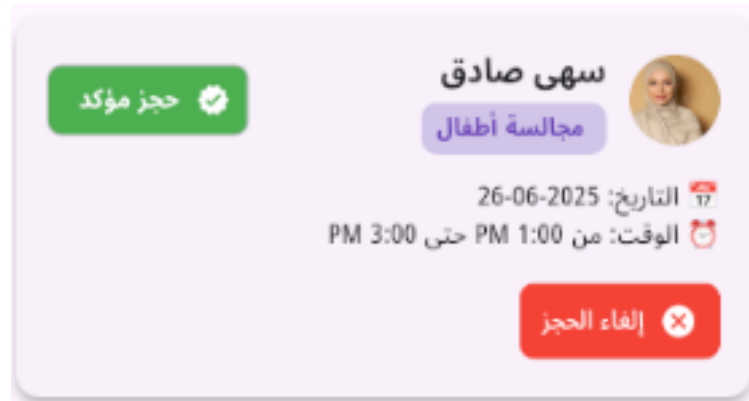 سهى صادق
حجز مؤكد
مجالسة أطفال
📅 التاريخ: 2025-06-26
⏰ الوقت: من 1:00 PM حتى 3:00 PM
إلغاء الحجز